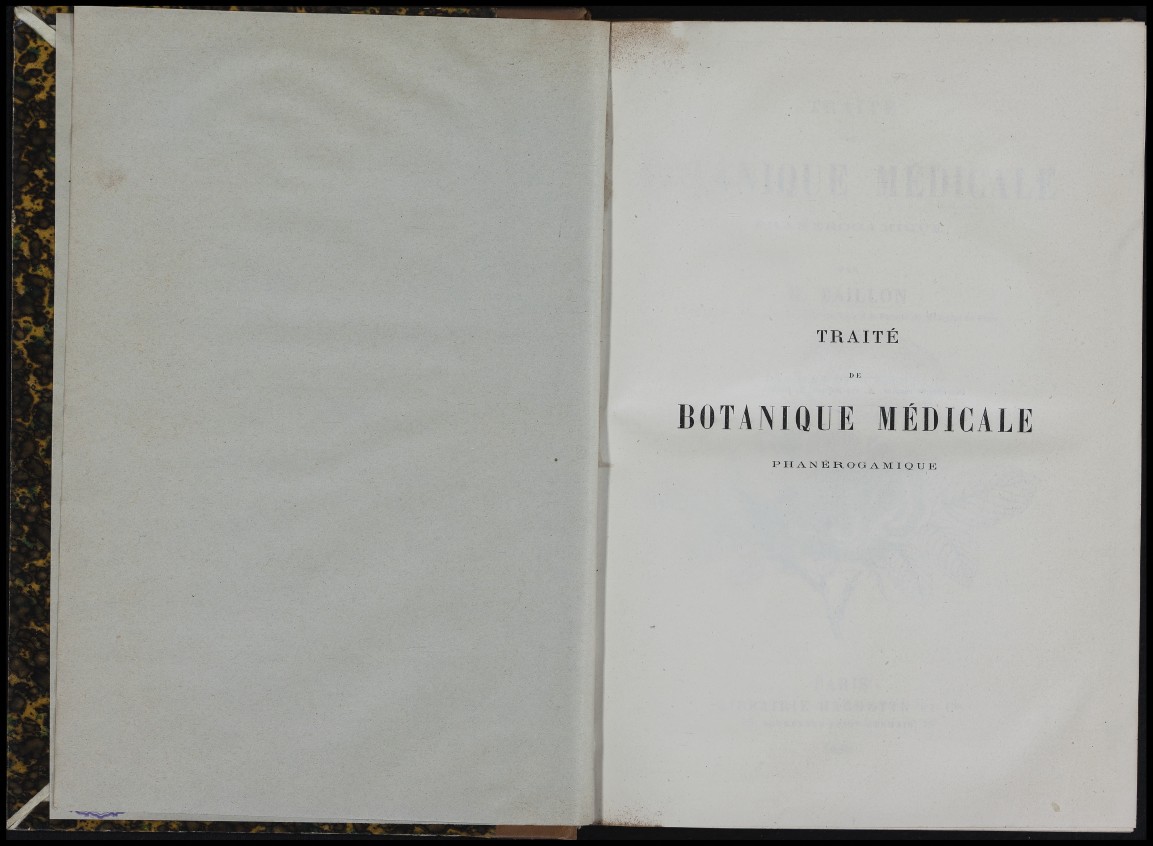 TRAITÉ
DE
BOTANIQUE MÉDICALE
PHANÉROGAMIQUE